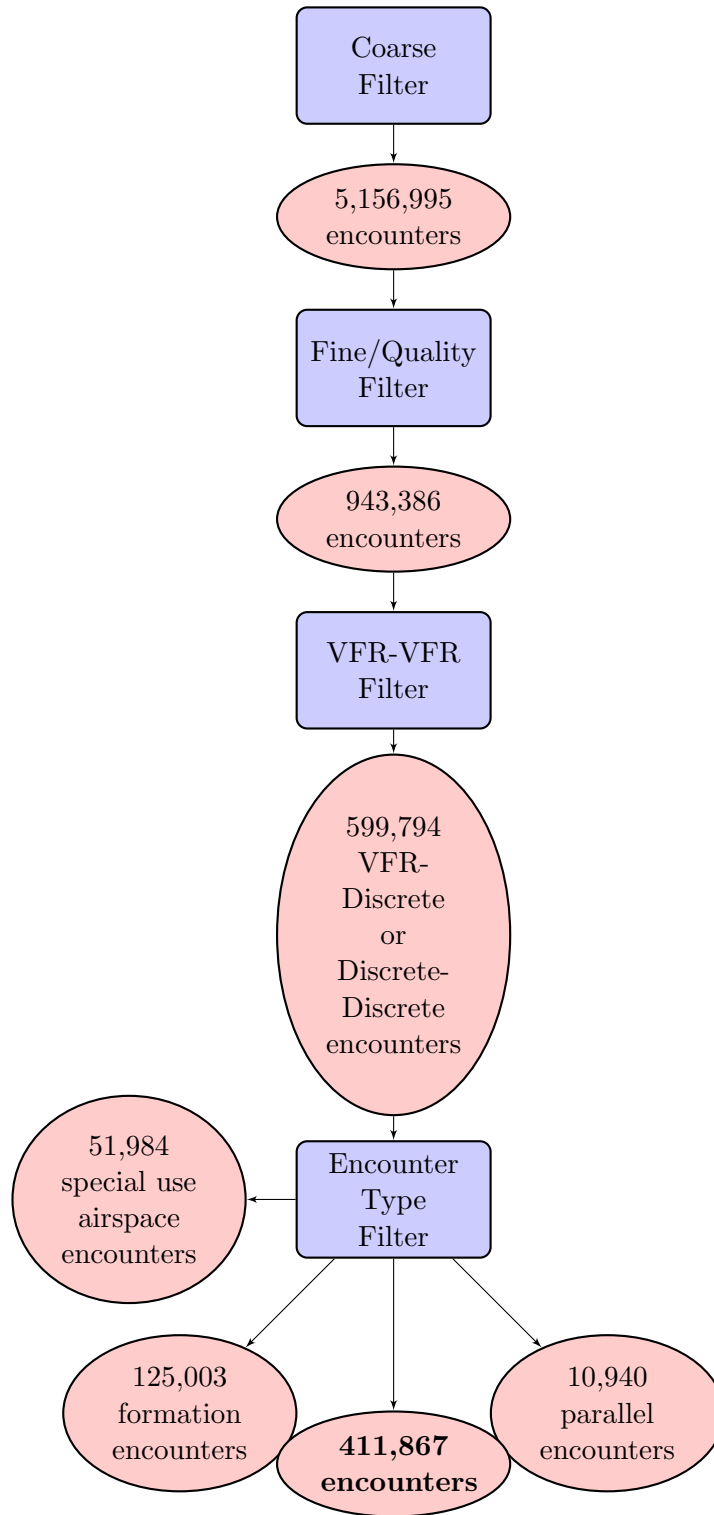 Coarse
Filter
5,156,995
encounters
Fine/Quality
Filter
943,386
encounters
VFR-VFR
Filter
599,794
VFR-
Discrete
or
Discrete-
Discrete
encounters
51,984
special use
airspace
encounters
Encounter
Type
Filter
125,003
formation
encounters
411,867
encounters
10,940
parallel
encounters